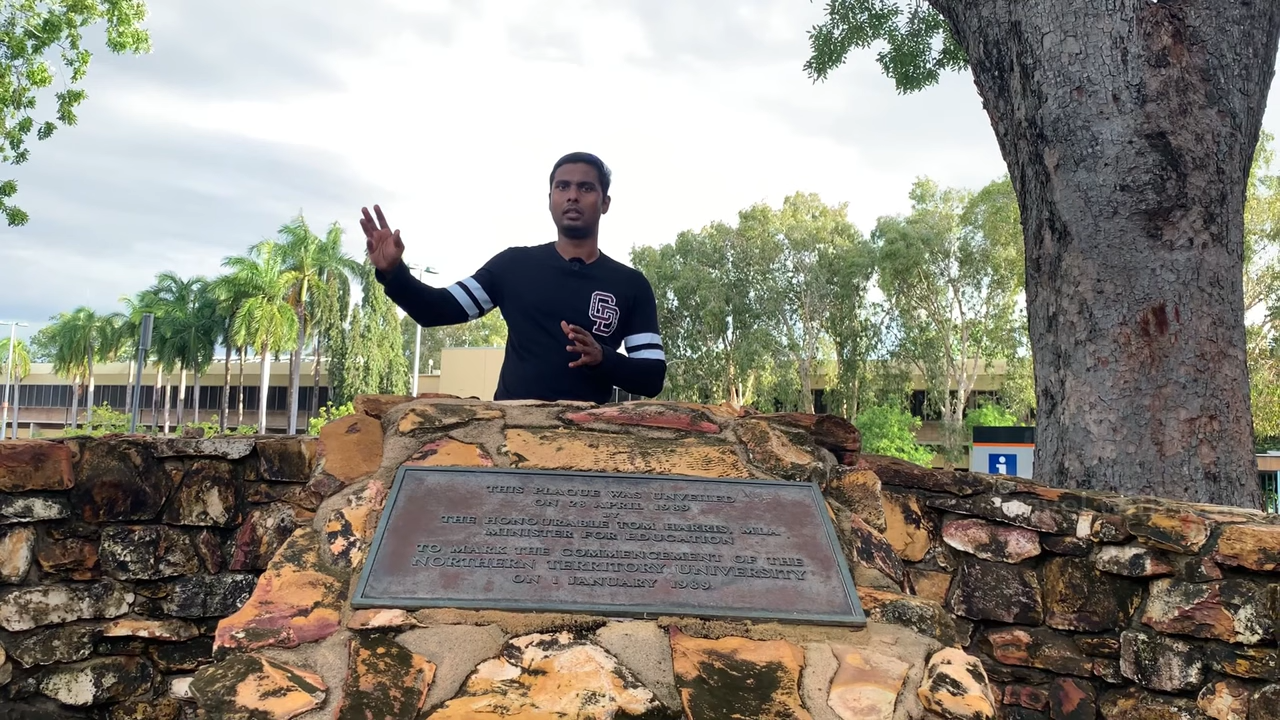 THIS PLAQUE WAS UNVEILED
ON 28 APRIL 1989
BY
THE HONOURABLE TOM HARRIS, MLA.
MINISTER FOR EDUCATION
TO MARK THE COMMENCEMENT OF THE
NORTHERN TERRITORY UNIVERSITY
ON 1 JANUARY 1989
CD
i